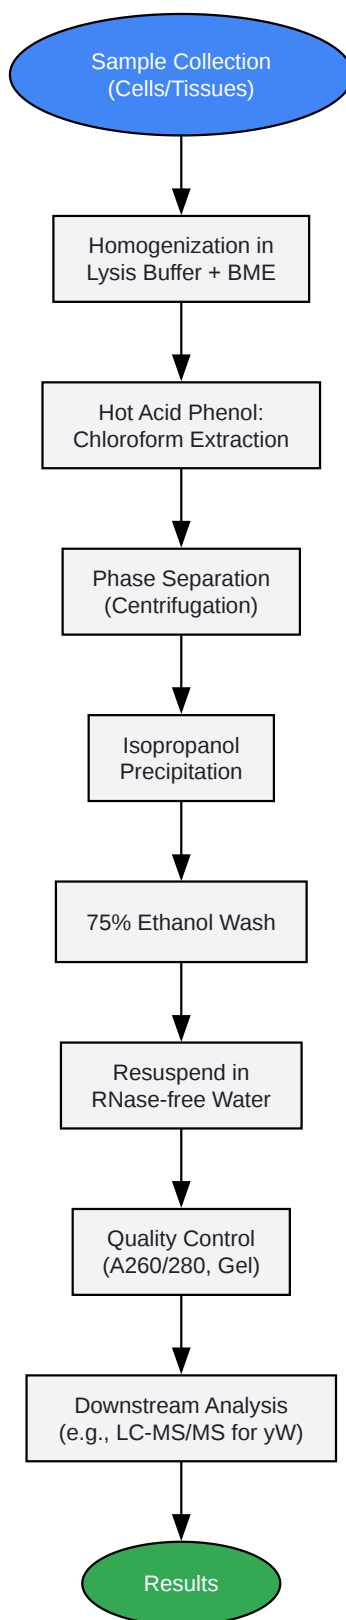 Sample Collection
(Cells/Tissues)
Homogenization in
Lysis Buffer + BME
Hot Acid Phenol:
Chloroform Extraction
Phase Separation
(Centrifugation)
Isopropanol
Precipitation
75% Ethanol Wash
Resuspend in
RNase-free Water
Quality Control
(A260/280, Gel)
Downstream Analysis
(e.g., LC-MS/MS for yW)
Results